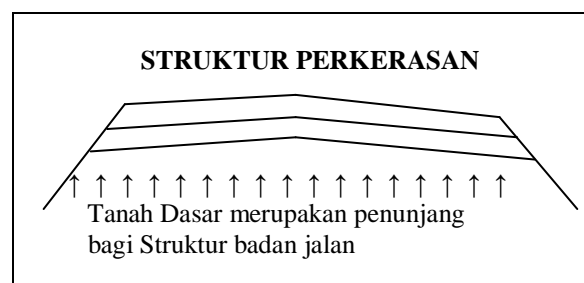 STRUKTUR PERKERASAN
↑ ↑ ↑ ↑ ↑ ↑ ↑ ↑ ↑ ↑ ↑ ↑ ↑ ↑ ↑ ↑ ↑
Tanah Dasar merupakan penunjang
bagi Struktur badan jalan